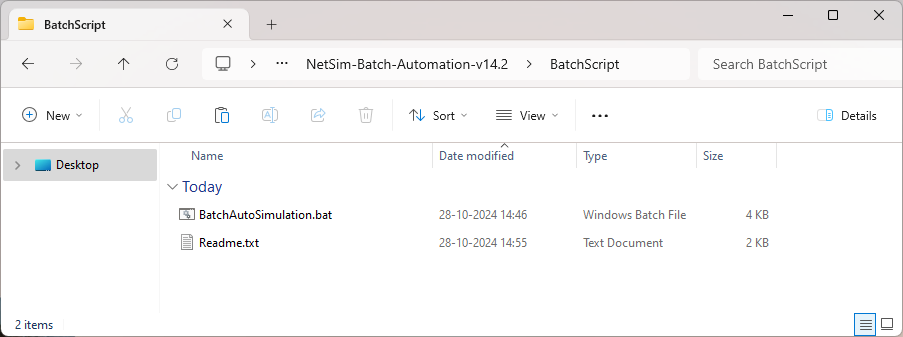 BatchScript
NetSim-Batch-Automation-v14.2 BatchScript Search BatchScript
New Sort View Details
Desktop
Name Date modified Type Size
Today
BatchAutoSimulation.bat 28-10-2024 14:46 Windows Batch File 4 KB
Readme.txt 28-10-2024 14:55 Text Document 2 KB
2 items